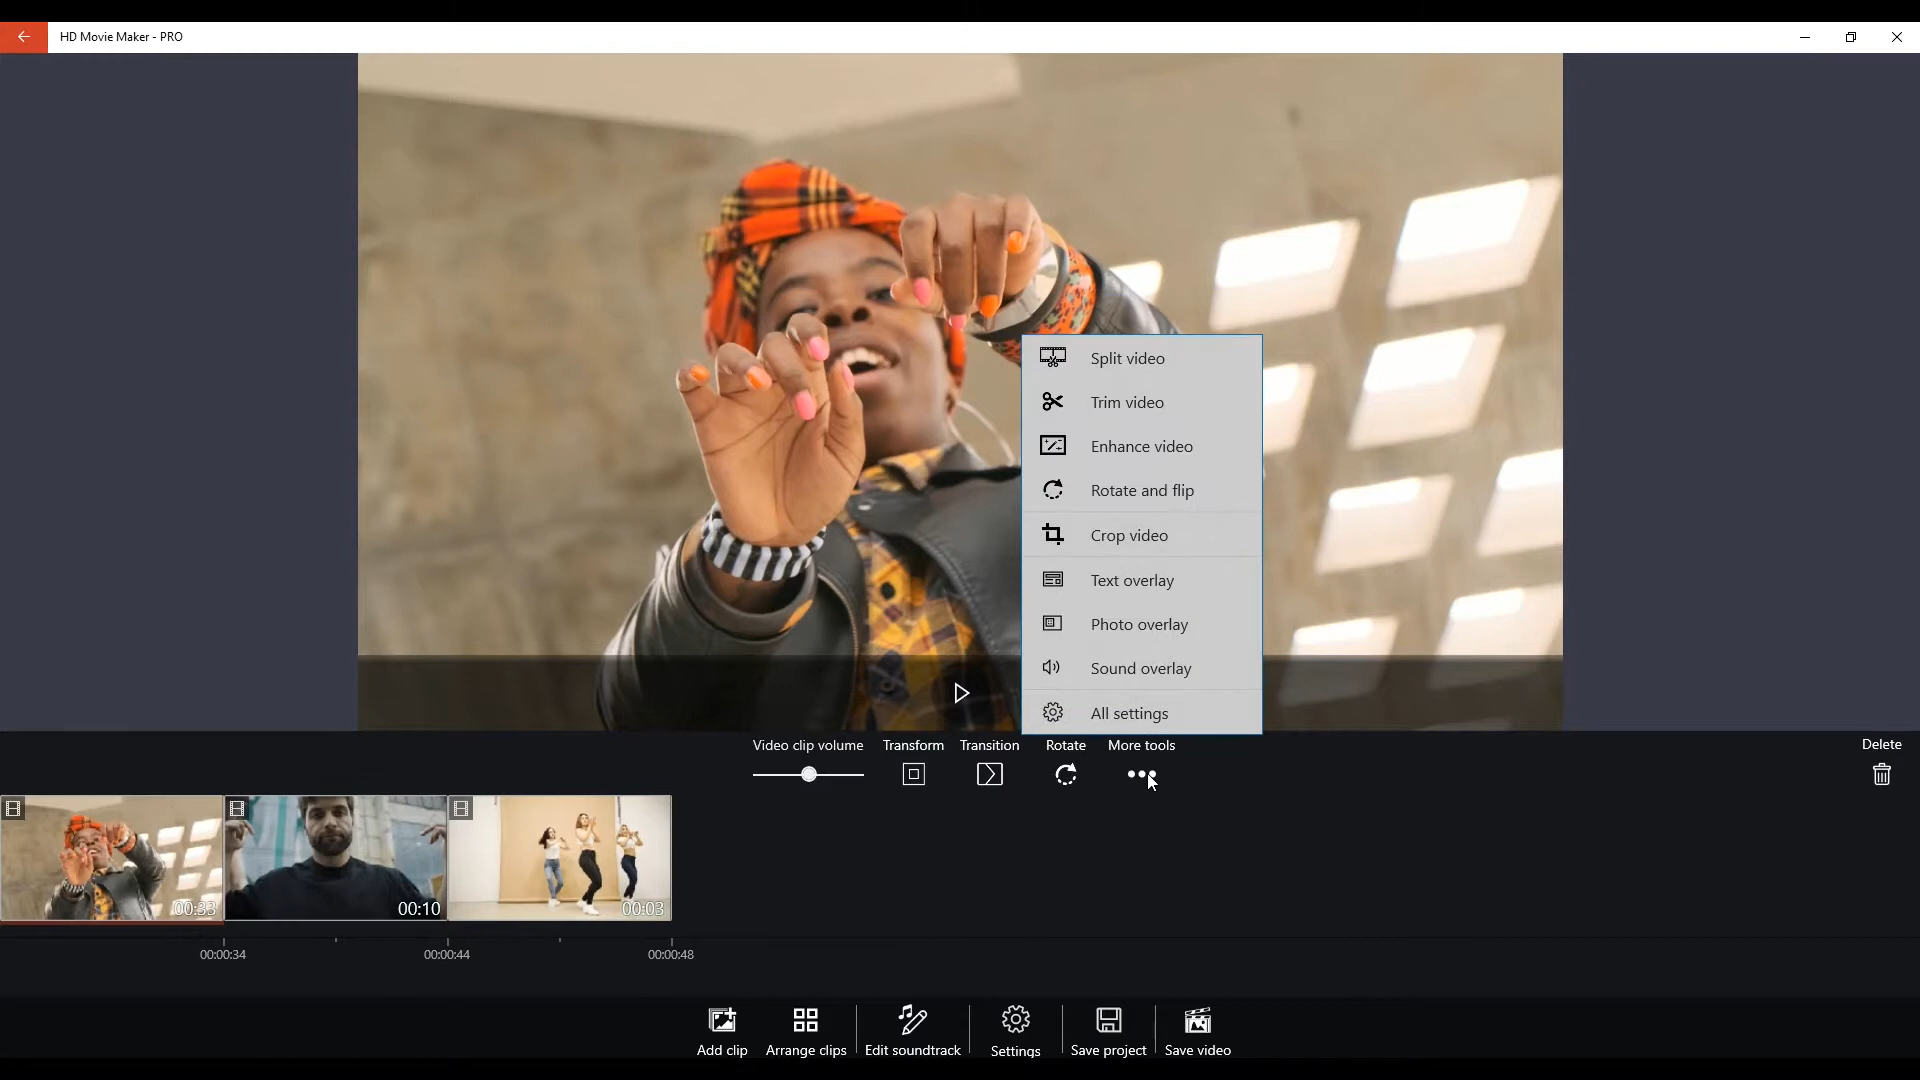 HD Movie Maker - PRO
Split video
Trim video
Enhance video
Rotate and flip
Crop video
Text overlay
Photo overlay
Sound overlay
All settings
Video clip volume
Transform
Transition
Rotate
More tools
Delete
00:33
00:10
00:03
00:00:34
00:00:44
00:00:48
Add clip
Arrange clips
Edit soundtrack
Settings
Save project
Save video